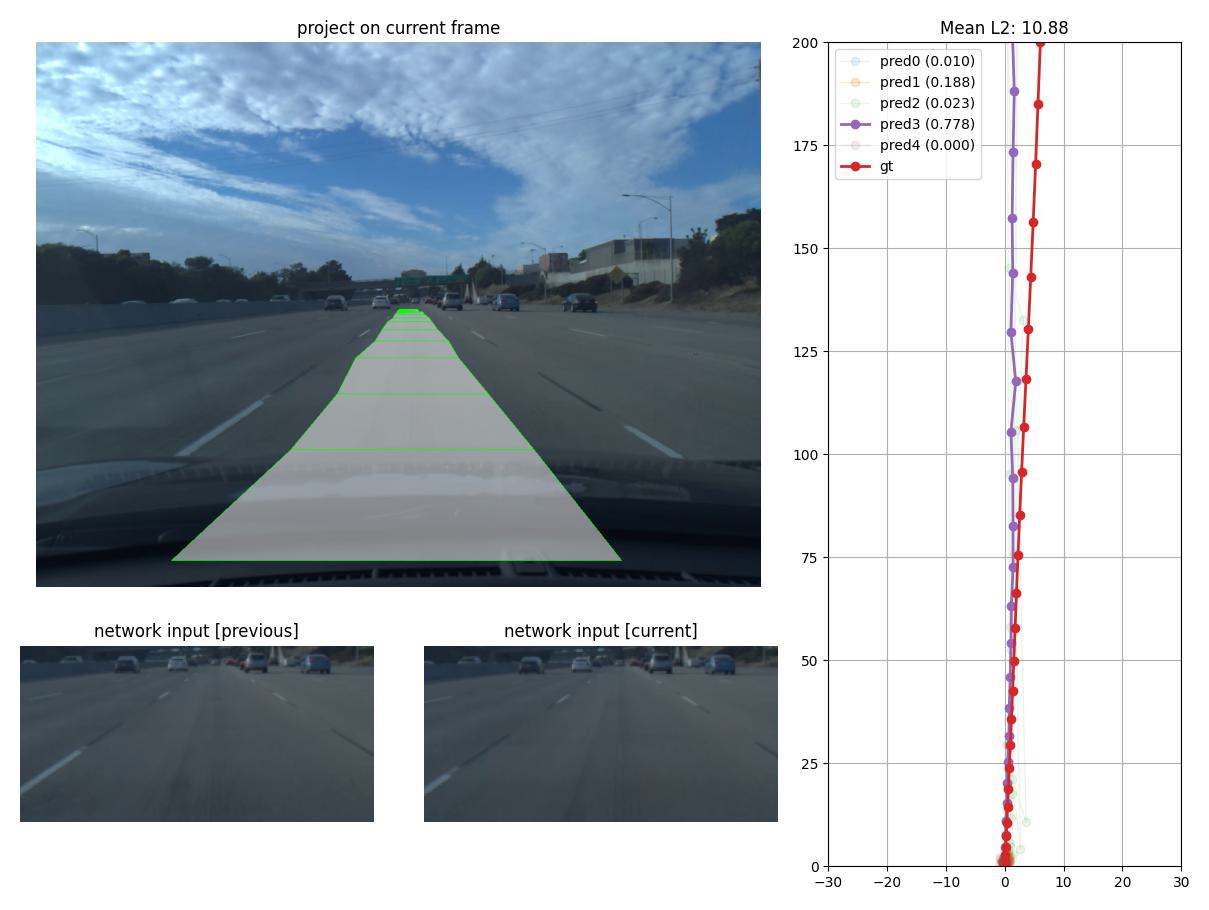 project on current frame
Mean L2: 10.88
200
175
150
125
100
75
50
25
0
pred0 (0.010)
pred1 (0.188)
pred2 (0.023)
pred3 (0.778)
pred4 (0.000)
gt
−30
−20
−10
0
10
20
30
network input [previous]
network input [current]